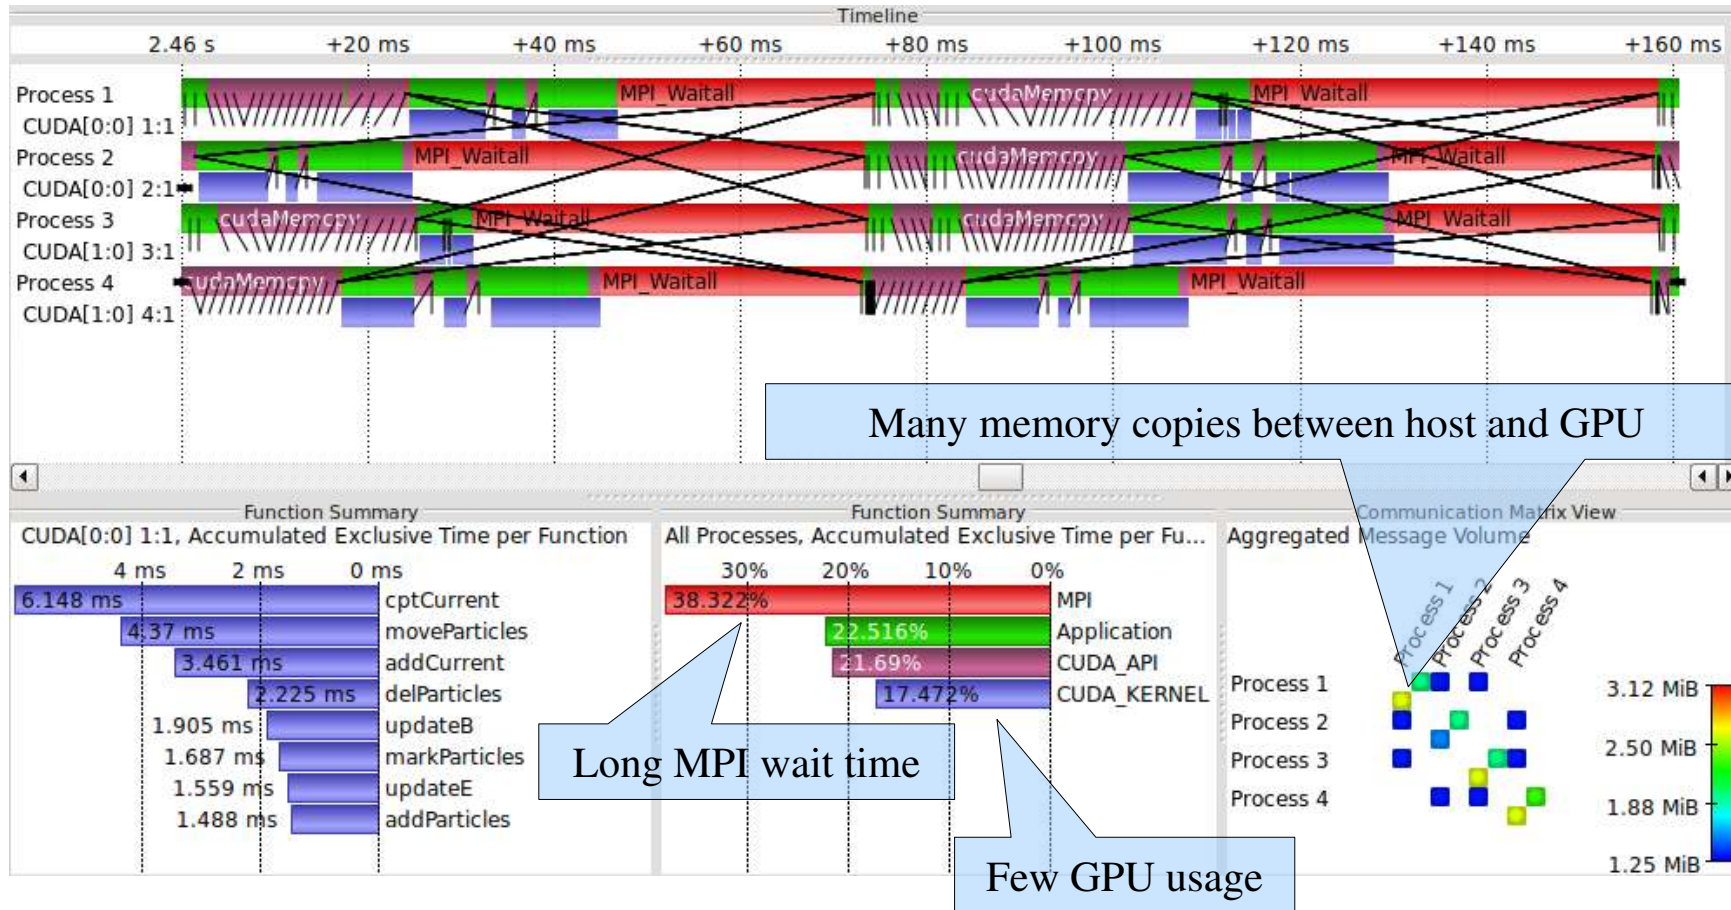 Timeline
2.46 s +20 ms +40 ms +60 ms +80 ms +100 ms +120 ms +140 ms +160 ms
Process 1 MPI_Waitall cudaMemcpy MPI_Waitall
CUDA[0:0] 1:1
Process 2 MPI_Waitall cudaMemcpy MPI_Waitall
CUDA[0:0] 2:1
Process 3 cudaMemcpy MPI_Waitall cudaMemcpy MPI_Waitall
CUDA[1:0] 3:1
Process 4 cudaMemcpy MPI_Waitall MPI_Waitall
CUDA[1:0] 4:1
Many memory copies between host and GPU
Function Summary
CUDA[0:0] 1:1, Accumulated Exclusive Time per Function
4 ms 2 ms 0 ms
6.148 ms cptCurrent
4.37 ms moveParticles
3.461 ms addCurrent
2.225 ms delParticles
1.905 ms updateB
1.687 ms markParticles
1.559 ms updateE
1.488 ms addParticles
Function Summary
All Processes, Accumulated Exclusive Time per Fu...
30% 20% 10% 0%
38.322% MPI
22.516% Application
21.69% CUDA_API
17.472% CUDA_KERNEL
Long MPI wait time
Few GPU usage
Communication Matrix View
Aggregated Message Volume
Process 1 Process 2 Process 3 Process 4
Process 1
Process 2
Process 3
Process 4
3.12 MiB
2.50 MiB
1.88 MiB
1.25 MiB